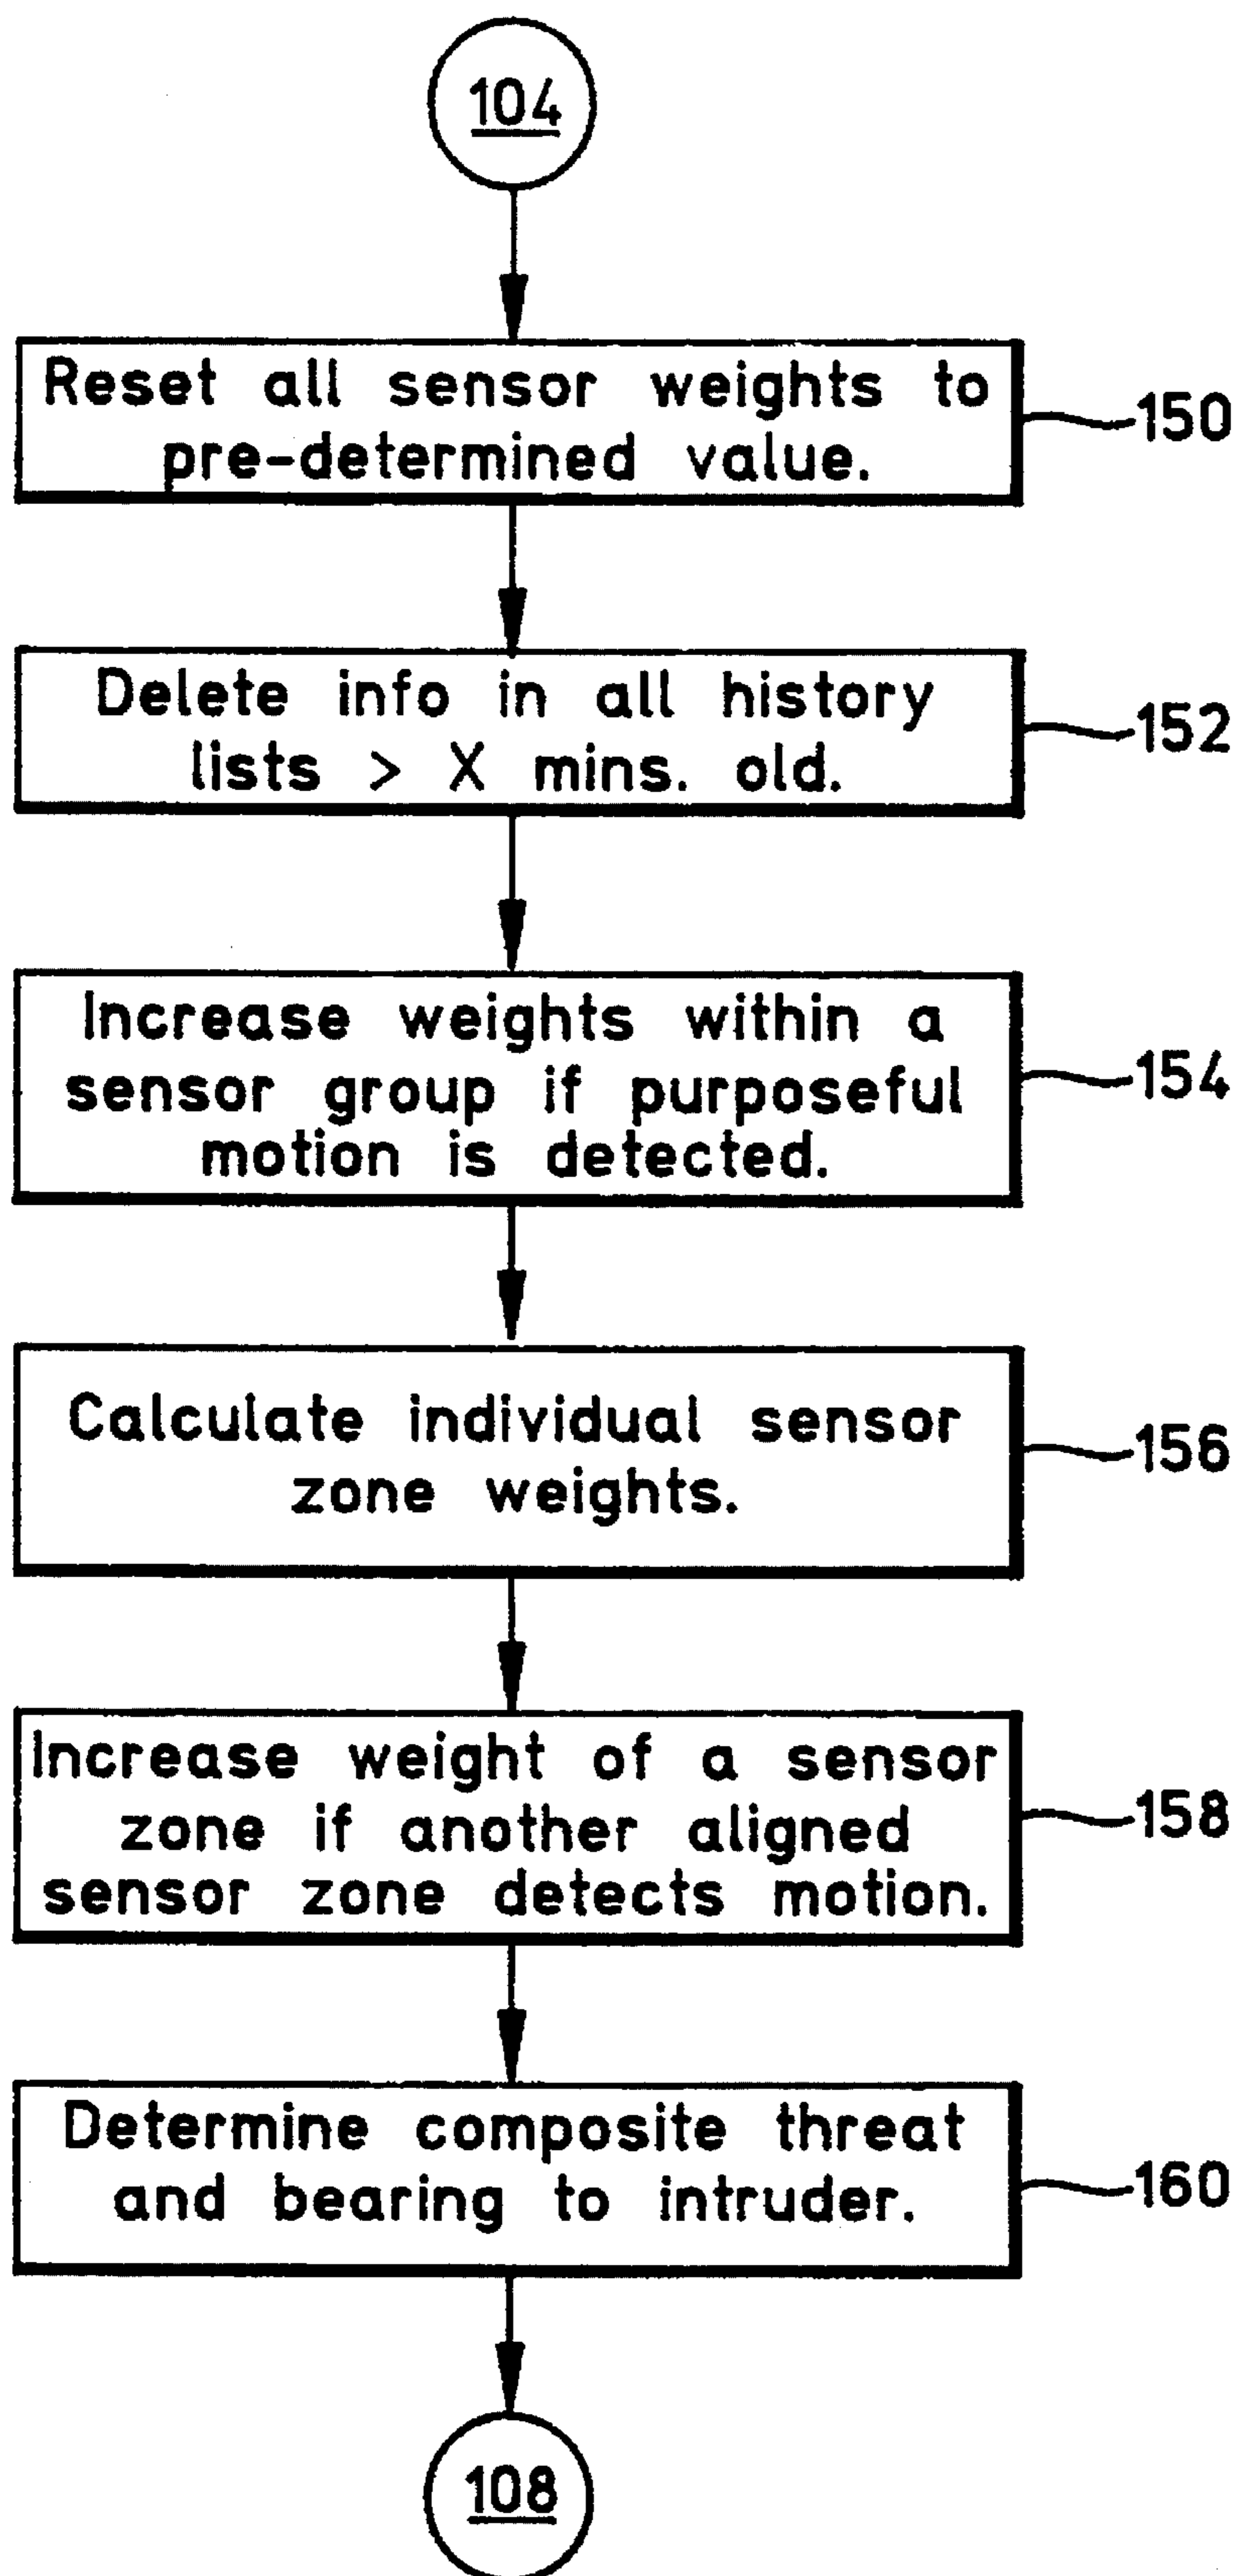 104
Reset all sensor weights to
pre-determined value.
150
Delete info in all history
lists > X mins. old.
152
Increase weights within a
sensor group if purposeful
motion is detected.
154
Calculate individual sensor
zone weights.
156
Increase weight of a sensor
zone if another aligned
sensor zone detects motion.
158
Determine composite threat
and bearing to intruder.
160
108